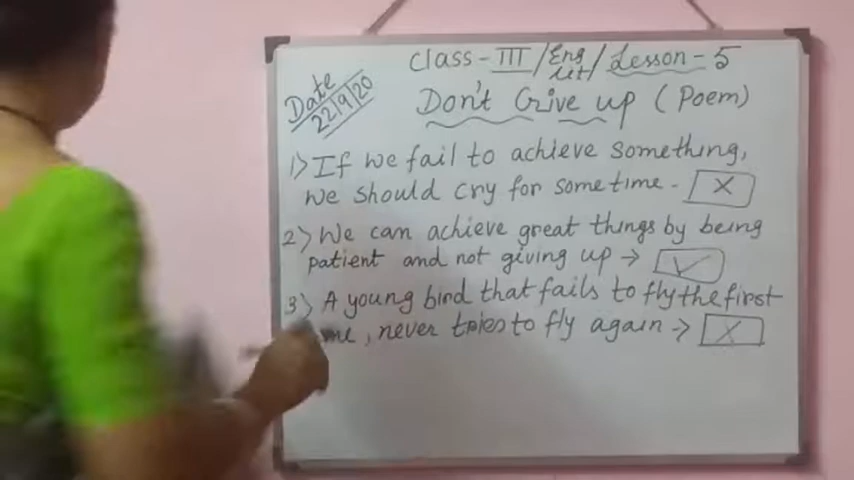 Class - III / Eng Lit / Lesson - 5
Date 22/9/20
Don't Give up (Poem)
1) If we fail to achieve something,
we should cry for some time - X
2) We can achieve great things by being
patient and not giving up → ✓
3) A young bird that fails to fly the first
me, never tries to fly again → X